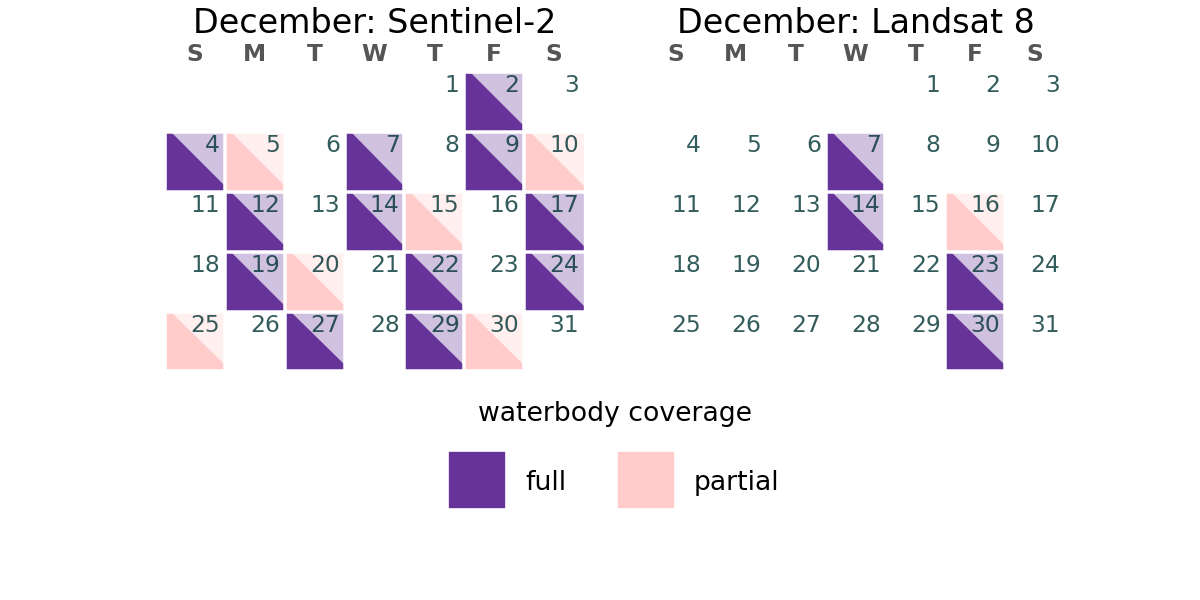 December: Sentinel-2
S M T W T F S
1 2 3
4 5 6 7 8 9 10
11 12 13 14 15 16 17
18 19 20 21 22 23 24
25 26 27 28 29 30 31
December: Landsat 8
S M T W T F S
1 2 3
4 5 6 7 8 9 10
11 12 13 14 15 16 17
18 19 20 21 22 23 24
25 26 27 28 29 30 31
waterbody coverage
full
partial